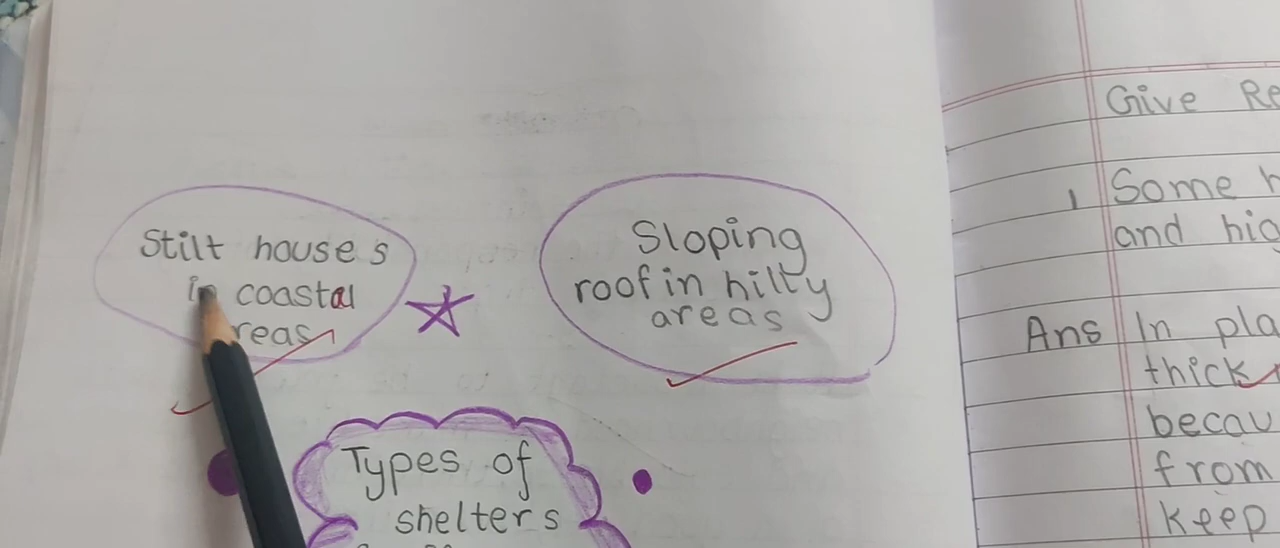 Stilt houses
in coastal
reas
Sloping
roof in hilly
areas
Types of
shelters
Give Re
1 Some h
and hig
Ans In pla
thick
becau
from
keep